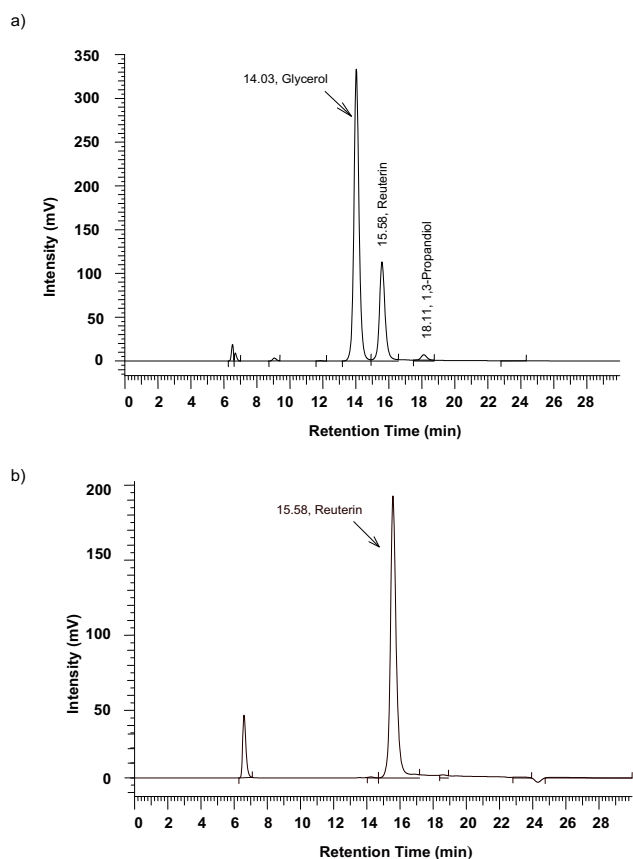 a)
350
300
250
200
150
100
50
0
Intensity (mV)
14.03, Glycerol
15.58, Reuterin
18.11, 1,3-Propandiol
0 2 4 6 8 10 12 14 16 18 20 22 24 26 28
Retention Time (min)
b)
200
150
100
50
0
Intensity (mV)
15.58, Reuterin
0 2 4 6 8 10 12 14 16 18 20 22 24 26 28
Retention Time (min)